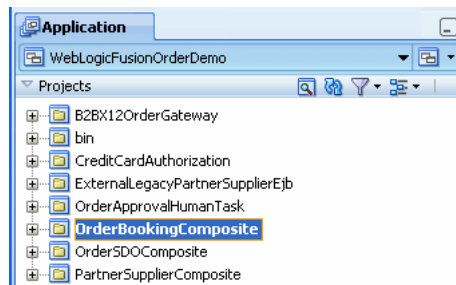 Application
WebLogicFusionOrderDemo
Projects
B2BX12OrderGateway
bin
CreditCardAuthorization
ExternalLegacyPartnerSupplierEjb
OrderApprovalHumanTask
OrderBookingComposite
OrderSDOComposite
PartnerSupplierComposite